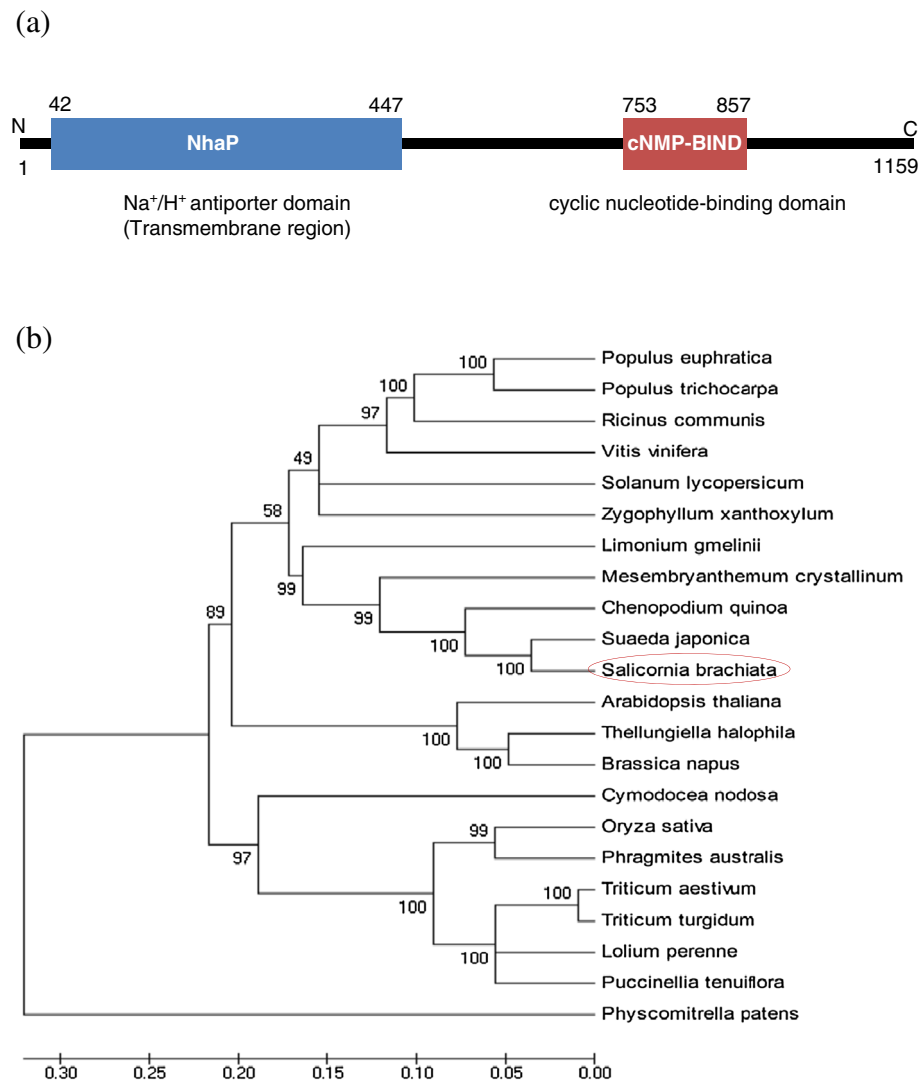 (a)
42 447 753 857
N NhaP cNMP-BIND C
1 1159
Na⁺/H⁺ antiporter domain
(Transmembrane region)
cyclic nucleotide-binding domain
(b)
100 Populus euphratica
Populus trichocarpa
100
97 Ricinus communis
Vitis vinifera
49
Solanum lycopersicum
58 Zygophyllum xanthoxylum
Limonium gmelinii
99 Mesembryanthemum crystallinum
89 99 Chenopodium quinoa
100 Suaeda japonica
100 Salicornia brachiata
Arabidopsis thaliana
100 Thellungiella halophila
100 Brassica napus
Cymodocea nodosa
97 99 Oryza sativa
Phragmites australis
100 100 Triticum aestivum
Triticum turgidum
100 Lolium perenne
Puccinellia tenuiflora
Physcomitrella patens
0.30 0.25 0.20 0.15 0.10 0.05 0.00